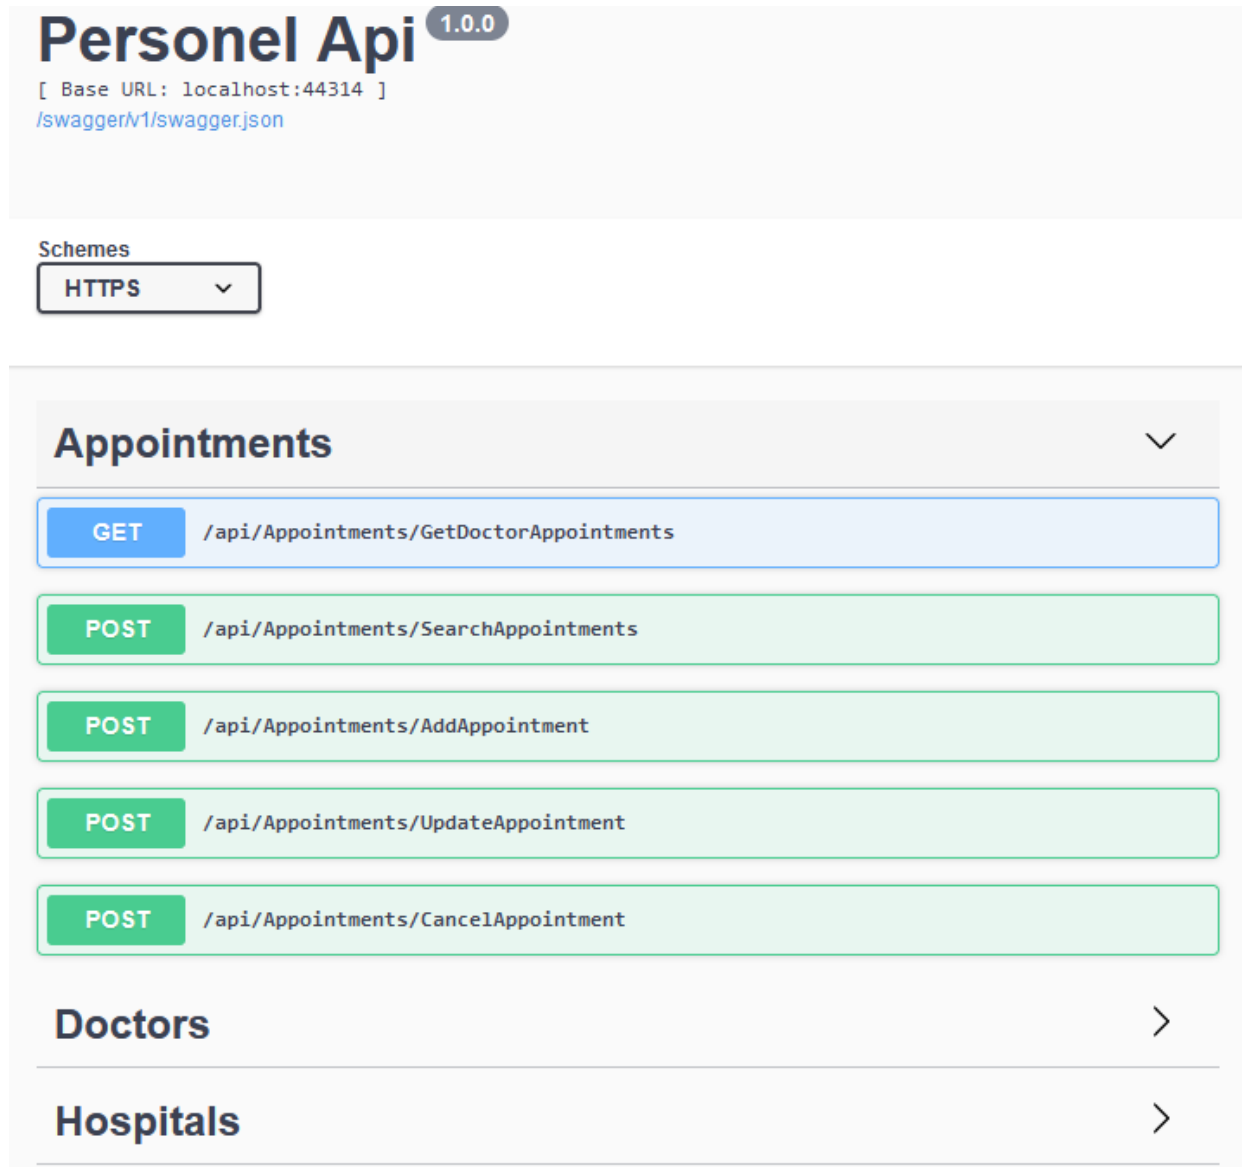 Personel Api 1.0.0
[ Base URL: localhost:44314 ]
/swagger/v1/swagger.json
Schemes
HTTPS
Appointments
GET /api/Appointments/GetDoctorAppointments
POST /api/Appointments/SearchAppointments
POST /api/Appointments/AddAppointment
POST /api/Appointments/UpdateAppointment
POST /api/Appointments/CancelAppointment
Doctors
Hospitals